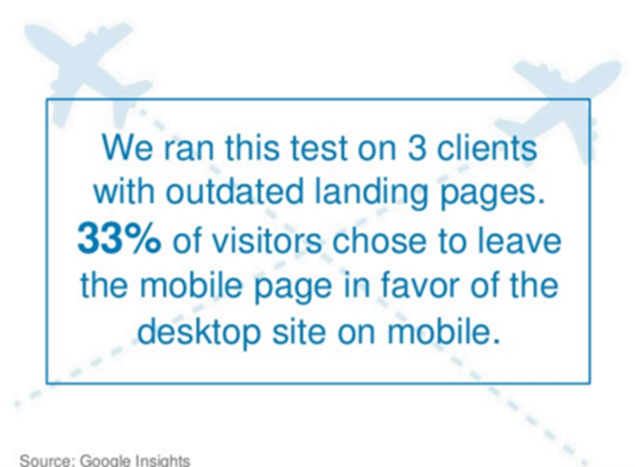 We ran this test on 3 clients
with outdated landing pages.
33% of visitors chose to leave
the mobile page in favor of the
desktop site on mobile.
Source: Google Insights